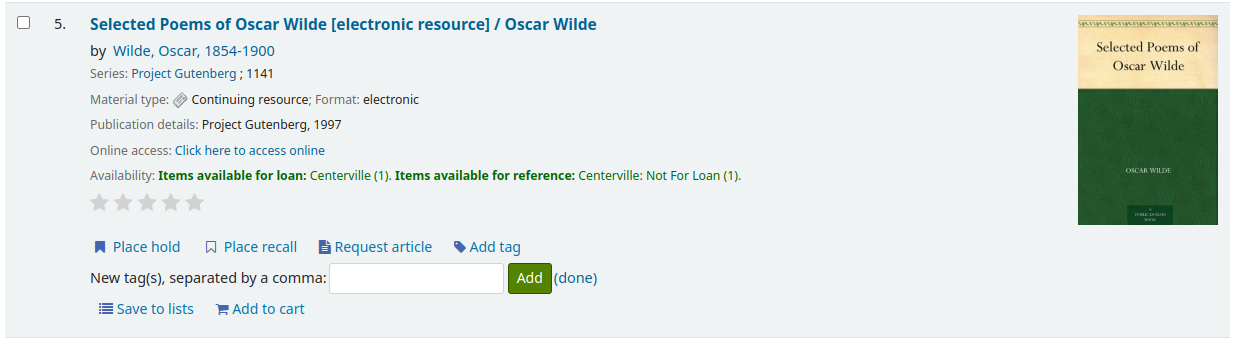 5. Selected Poems of Oscar Wilde [electronic resource] / Oscar Wilde
by Wilde, Oscar, 1854-1900
Series: Project Gutenberg ; 1141
Material type: Continuing resource; Format: electronic
Publication details: Project Gutenberg, 1997
Online access: Click here to access online
Availability: Items available for loan: Centerville (1). Items available for reference: Centerville: Not For Loan (1).
Place hold Place recall Request article Add tag
New tag(s), separated by a comma: Add (done)
Save to lists Add to cart
Selected Poems of
Oscar Wilde
OSCAR WILDE
A
PUBLIC DOMAIN
BOOK